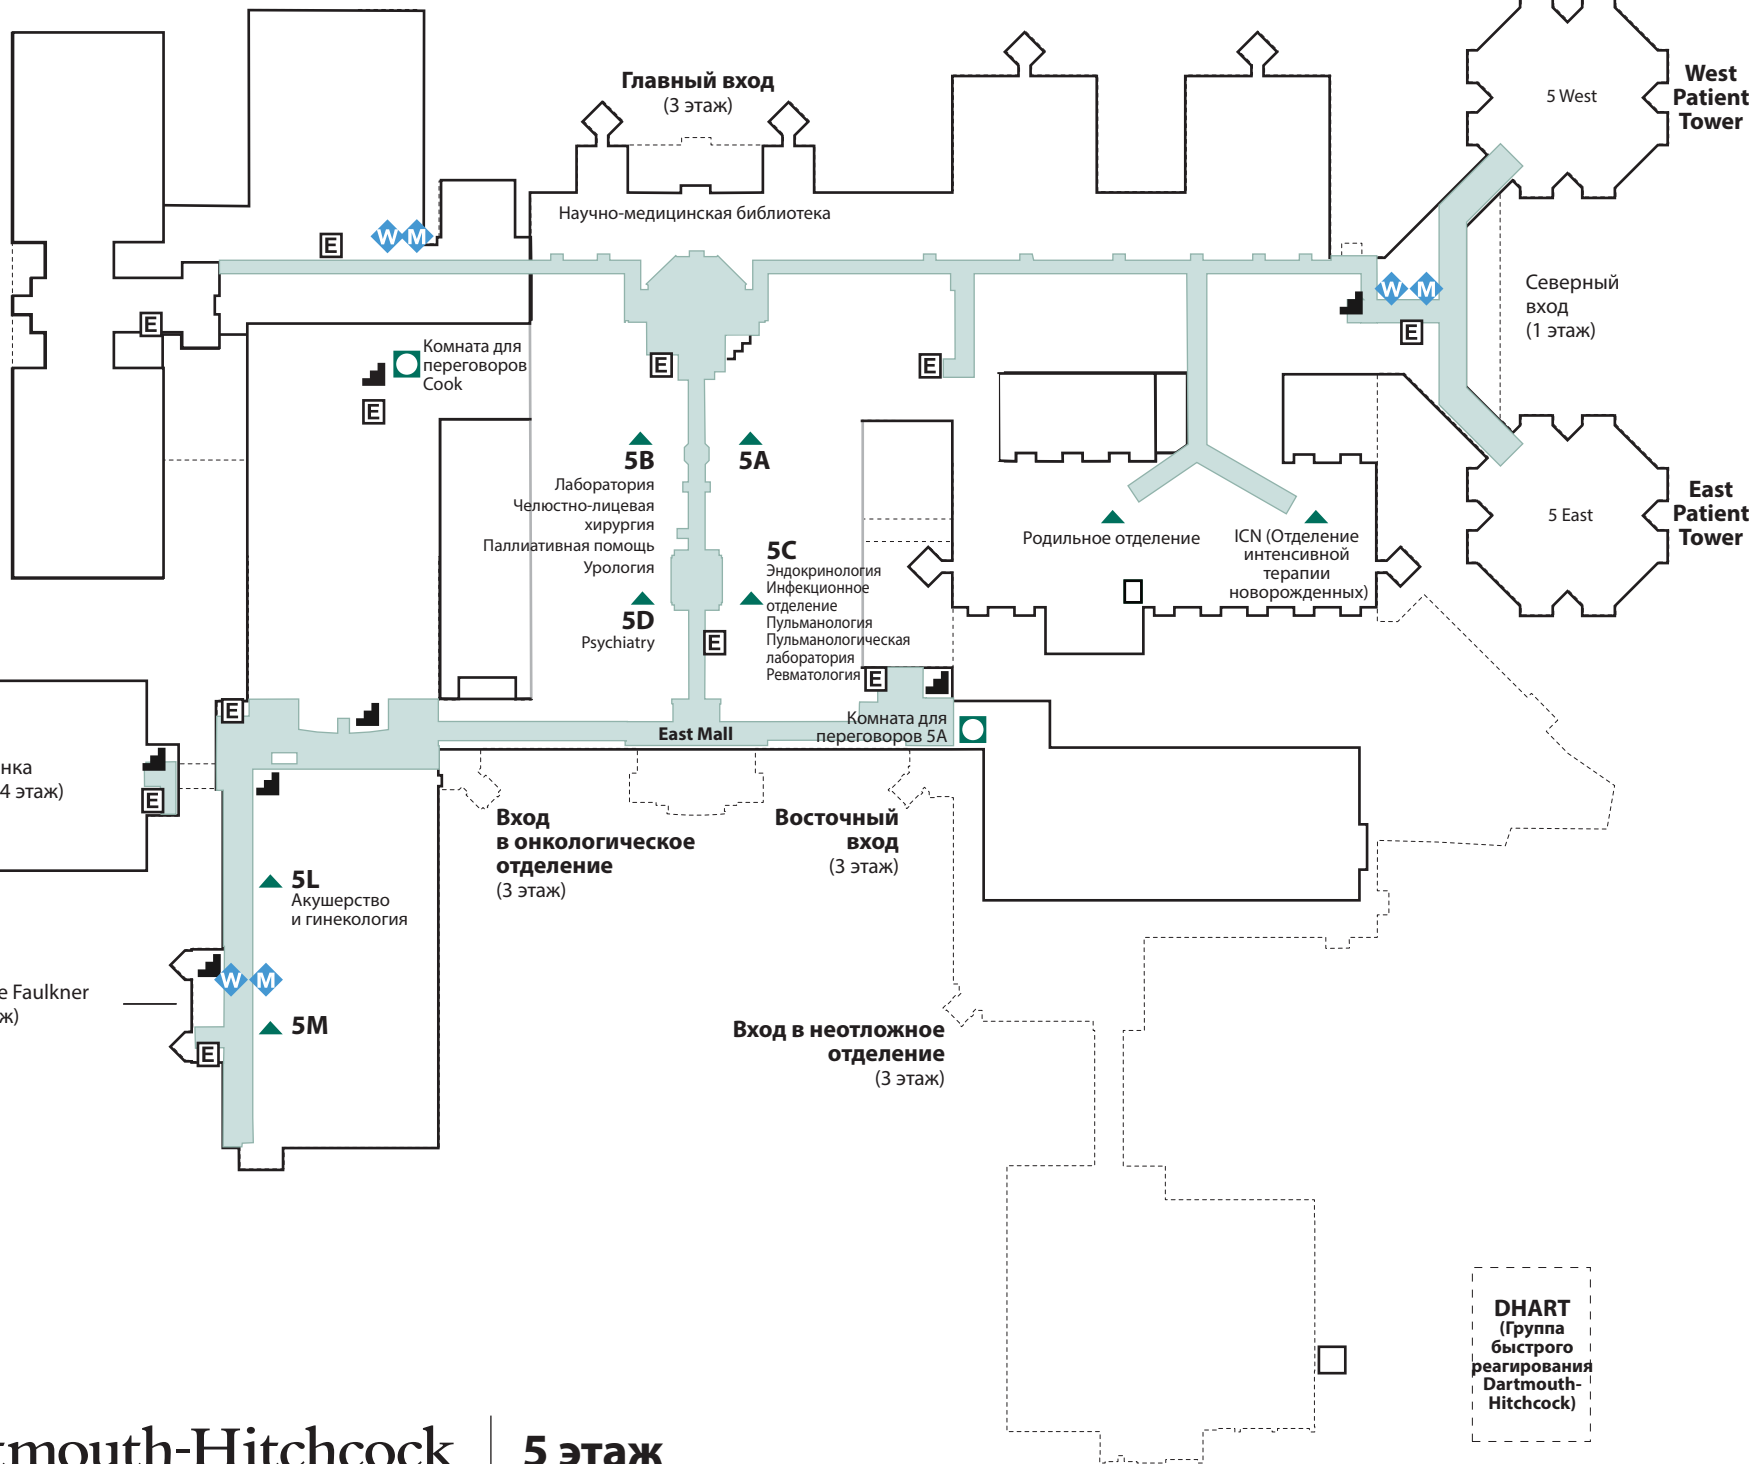 Главный вход
(3 этаж)
5 West
West
Patient
Tower
Научно-медицинская библиотека
E
W M
W M
Северный
вход
(1 этаж)
E
E
Комната для
переговоров
Cook
E
E
E
5B
Лаборатория
Челюстно-лицевая
хирургия
Паллиативная помощь
Урология
5A
5D
Psychiatry
E
5C
Эндокринология
Инфекционное
отделение
Пульманология
Пульманологическая
лаборатория
Ревматология
E
Родильное отделение
ICN (Отделение
интенсивной
терапии
новорожденных)
5 East
East
Patient
Tower
E
East Mall
Комната для
переговоров 5A
нка
4 этаж)
E
Вход
в онкологическое
отделение
(3 этаж)
Восточный
вход
(3 этаж)
5L
Акушерство
и гинекология
W M
e Faulkner
ж)
5M
E
Вход в неотложное
отделение
(3 этаж)
DHART
(Группа
быстрого
реагирования
Dartmouth-
Hitchcock)
tmouth-Hitchcock
5 этаж